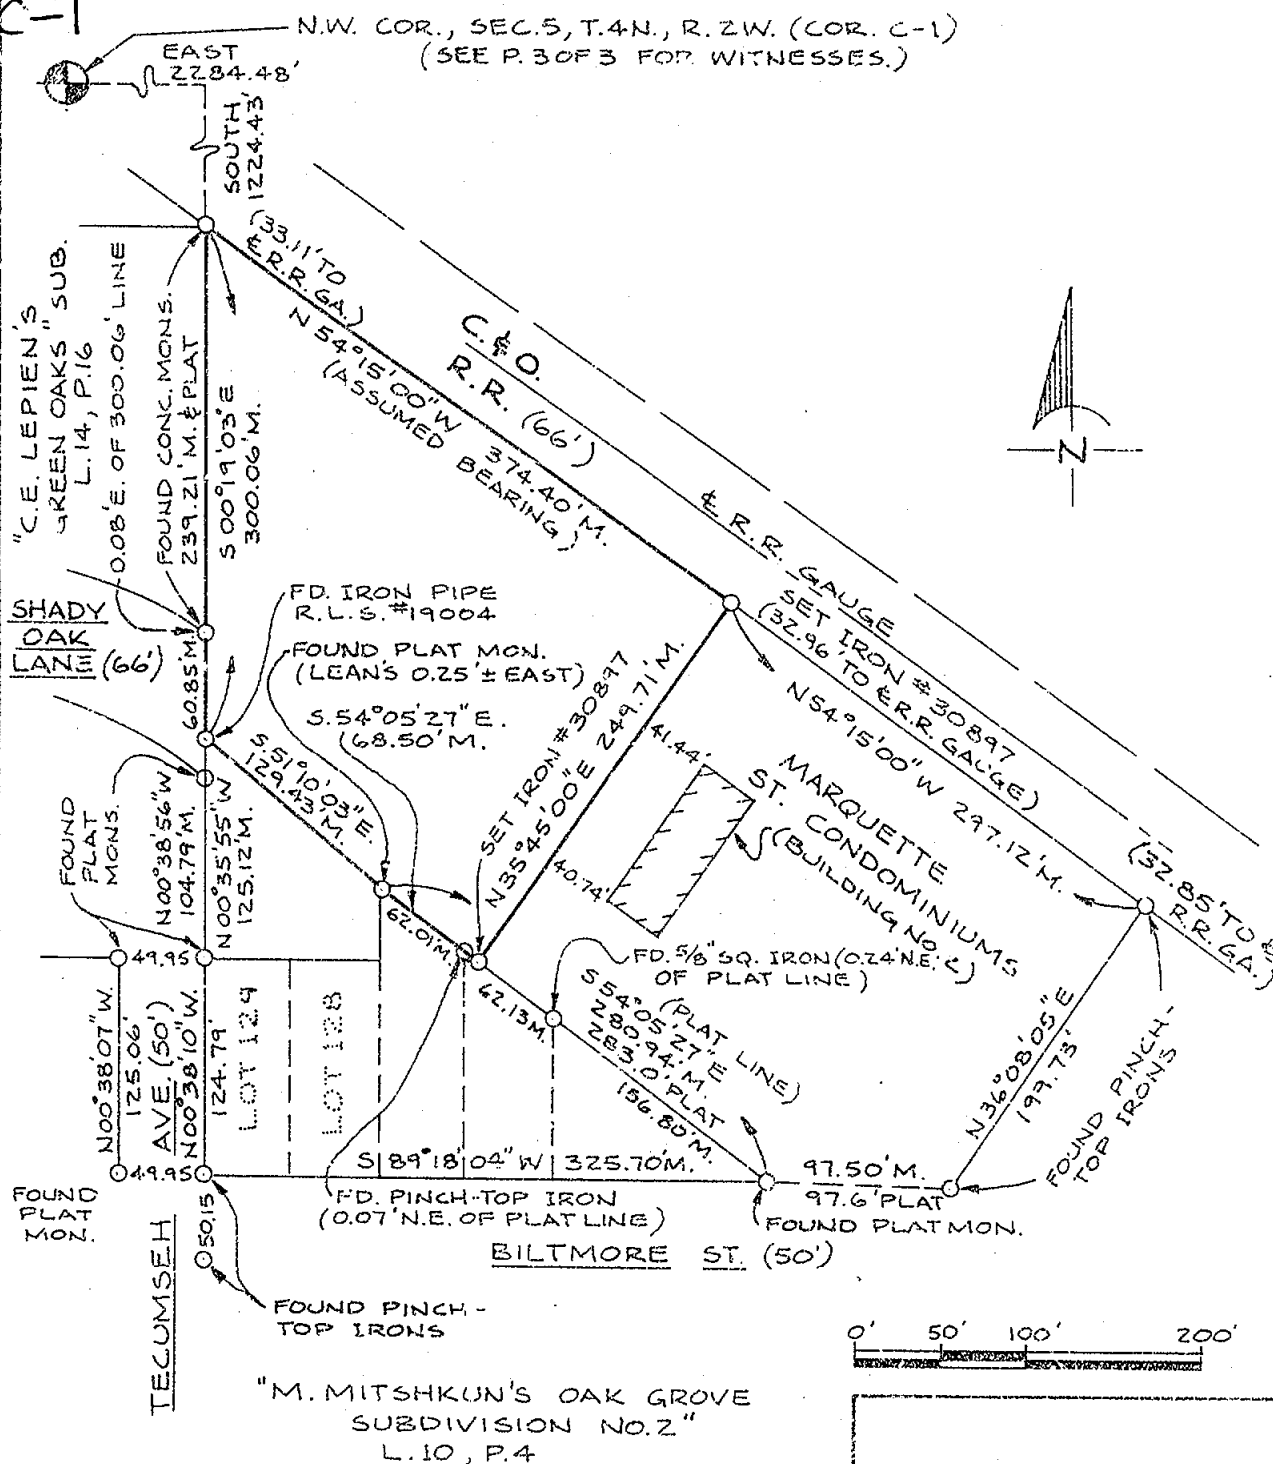 C-1
N.W. COR., SEC.5, T.4N., R.2W. (COR. C-1)
(SEE P.3 OF 3 FOR WITNESSES.)
EAST
2284.48'
SOUTH
1224.43'
(33.11' TO
℄ R.R. GA.)
N 54°15'00" W 374.40' M.
(ASSUMED BEARING)
C. & O.
R.R. (66')
℄ R.R. GAUGE
"C.E. LEPIEN'S
GREEN OAKS" SUB.
L.14, P.16
0.08' E. OF 300.06' LINE
FOUND CONC. MONS.
239.21' M. & PLAT
S 00°19'03" E
300.06' M.
N
SHADY
OAK
LANE (66')
60.85' M.
FD. IRON PIPE
R.L.S. #19004
FOUND PLAT MON.
(LEAN'S 0.25' ± EAST)
S.54°05'27" E.
(68.50' M.
S.51°10'03" E.
129.43' M.
SET IRON #30897
N 35°45'00" E 249.71' M.
SET IRON #30897
(32.96' TO ℄ R.R. GAUGE)
N54°15'00" W 297.12' M.
41.44'
40.74'
MARQUETTE
ST. CONDOMINIUMS
(BUILDING NO. 2)
(32.85' TO ℄
R.R. GA.)
FOUND
PLAT
MONS.
N00°38'56" W
104.79' M.
N00°35'55" W
125.12' M.
62.01' M.
62.13 M.
FD. 5/8" SQ. IRON (0.24' N.E.
OF PLAT LINE)
S 54°05'27" E (PLAT LINE)
280.94' M.
283.0' PLAT
156.80' M.
N 36°08'05" E
199.73'
FOUND PINCH-
TOP IRONS
49.95
N00°38'07" W.
125.06'
AVE. (50')
N00°38'10" W.
124.79'
LOT 129
LOT 128
S 89°18'04" W 325.70' M.
97.50' M.
97.6' PLAT
49.95
FOUND
PLAT
MON.
FD. PINCH-TOP IRON
(0.07' N.E. OF PLAT LINE)
FOUND PLAT MON.
50.15
BILTMORE ST. (50')
TECUMSEH
FOUND PINCH-
TOP IRONS
0' 50' 100' 200'
"M. MITSHKUN'S OAK GROVE
SUBDIVISION NO.2"
L.10, P.4